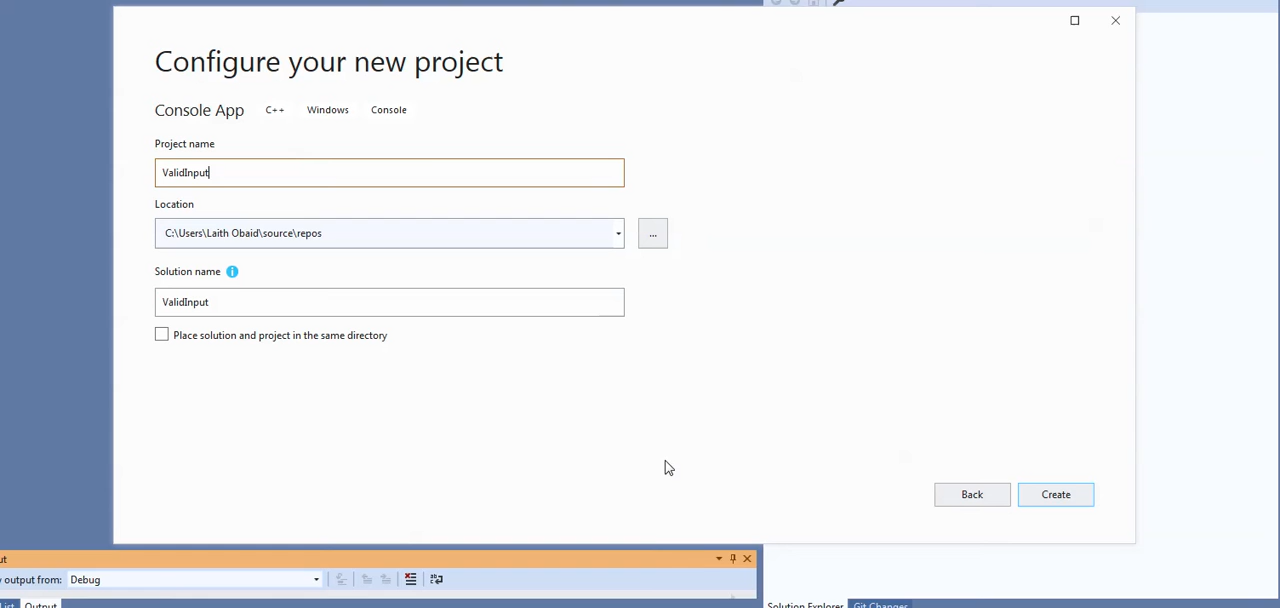 Configure your new project
Console App C++ Windows Console
Project name
ValidInput
Location
C:\Users\Laith Obaid\source\repos
...
Solution name
ValidInput
Place solution and project in the same directory
Back Create
ut
output from: Debug
List Output
Solution Explorer Git Changes